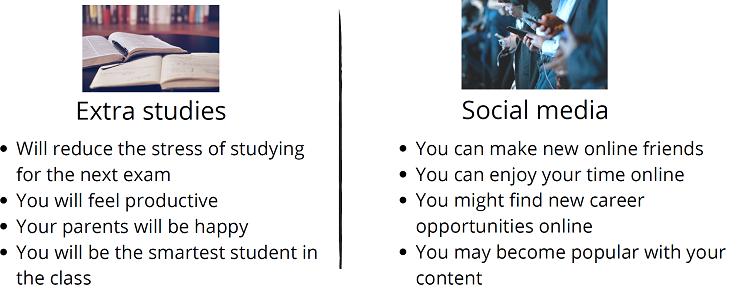 Extra studies
• Will reduce the stress of studying
for the next exam
• You will feel productive
• Your parents will be happy
• You will be the smartest student in
the class
Social media
• You can make new online friends
• You can enjoy your time online
• You might find new career
opportunities online
• You may become popular with your
content